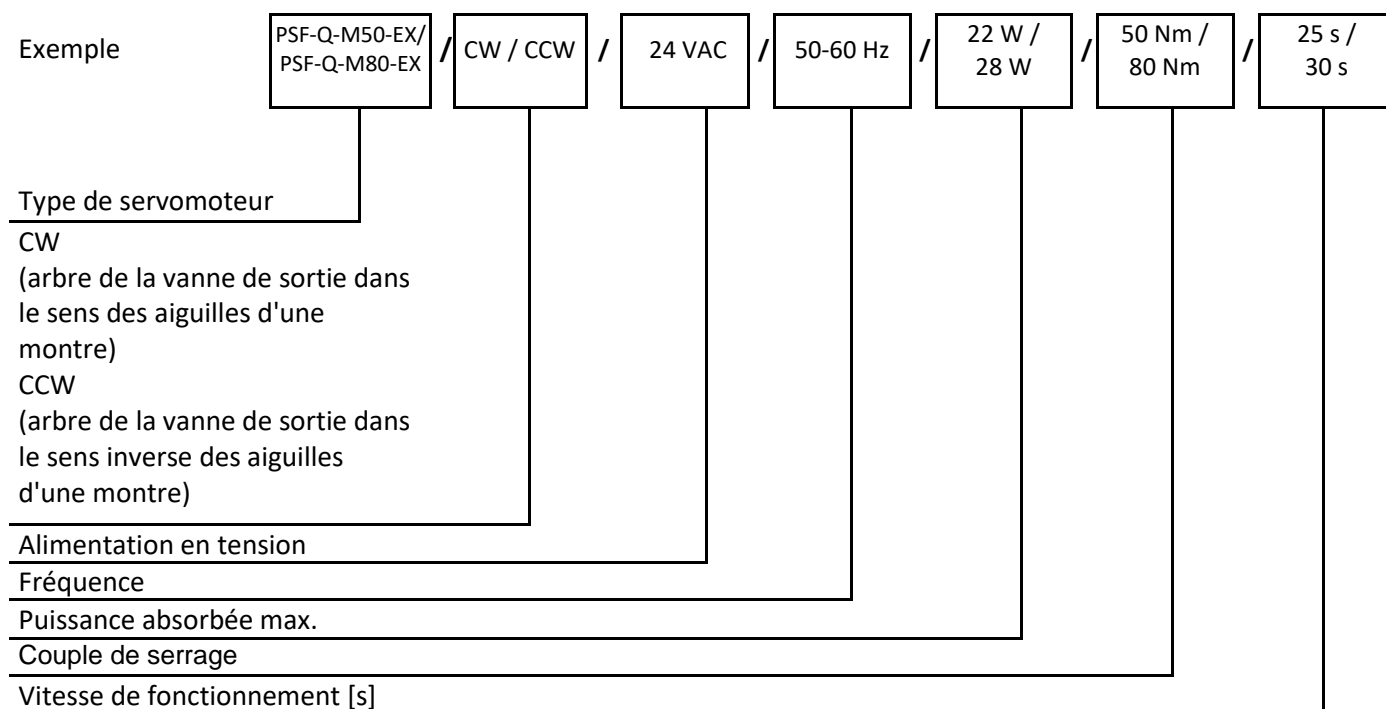 Exemple
PSF-Q-M50-EX/
PSF-Q-M80-EX
/
CW / CCW
/
24 VAC
/
50-60 Hz
/
22 W /
28 W
/
50 Nm /
80 Nm
/
25 s /
30 s
Type de servomoteur
CW
(arbre de la vanne de sortie dans
le sens des aiguilles d'une
montre)
CCW
(arbre de la vanne de sortie dans
le sens inverse des aiguilles
d'une montre)
Alimentation en tension
Fréquence
Puissance absorbée max.
Couple de serrage
Vitesse de fonctionnement [s]